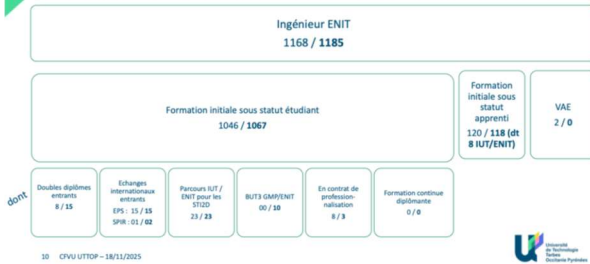 Ingénieur ENIT
1168 / 1185
Formation initiale sous statut étudiant
1046 / 1067
Formation
initiale sous
statut
apprenti
120 / 118 (dt
8 IUT/ENIT)
VAE
2 / 0
dont
Doubles diplômes
entrants
8 / 15
Echanges
internationaux
entrants
EPS : 15 / 15
SPIR : 01 / 02
Parcours IUT /
ENIT pour les
STI2D
23 / 23
BUT3 GMP/ENIT
00 / 10
En contrat de
profession-
nalisation
8 / 3
Formation continue
diplômante
0 / 0
10 CFVU UTTOP – 18/11/2025
Université
de Technologie
Tarbes
Occitanie Pyrénées